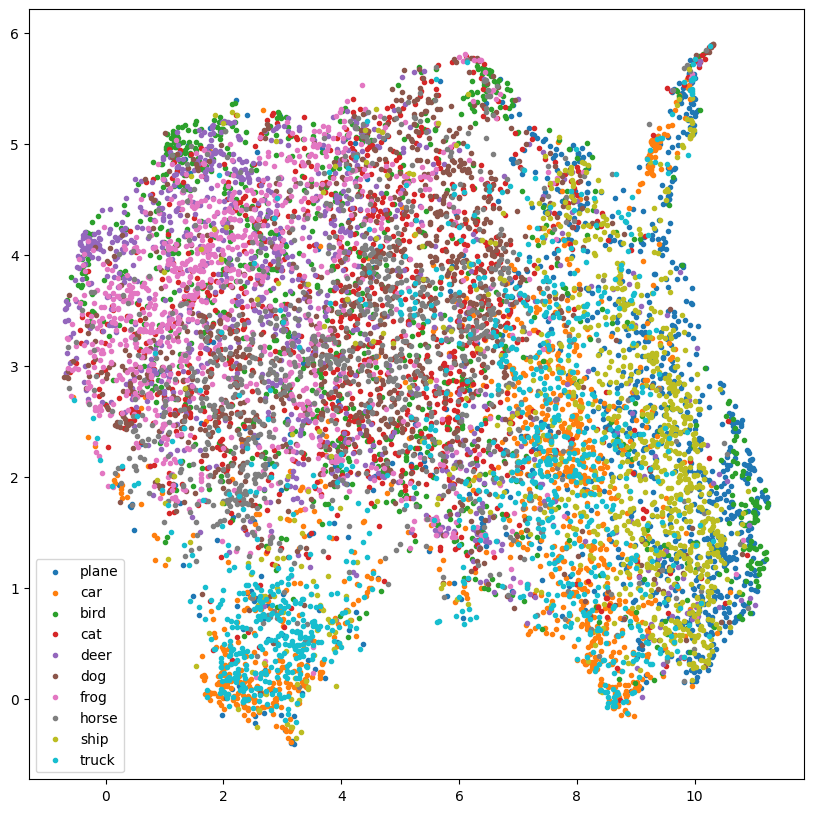 6
5
4
3
2
1
0
plane
car
bird
cat
deer
dog
frog
horse
ship
truck
0 2 4 6 8 10